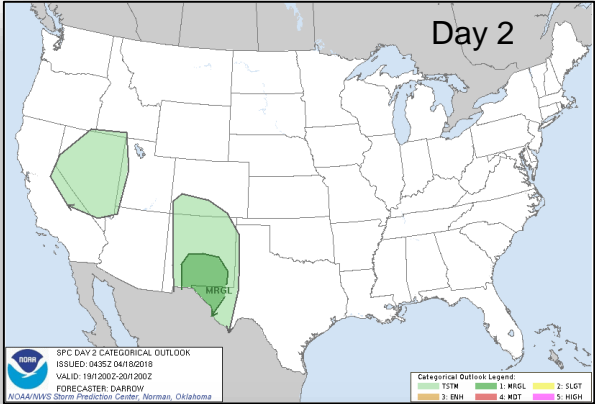 Day 2
MRGL
SPC DAY 2 CATEGORICAL OUTLOOK
ISSUED: 0435Z 04/18/2018
VALID: 19/1200Z-20/1200Z
FORECASTER: DARROW
NOAA/NWS Storm Prediction Center, Norman, Oklahoma
NOAA
Categorical Outlook Legend:
TSTM 1: MRGL 2: SLGT
3: ENH 4: MDT 5: HIGH